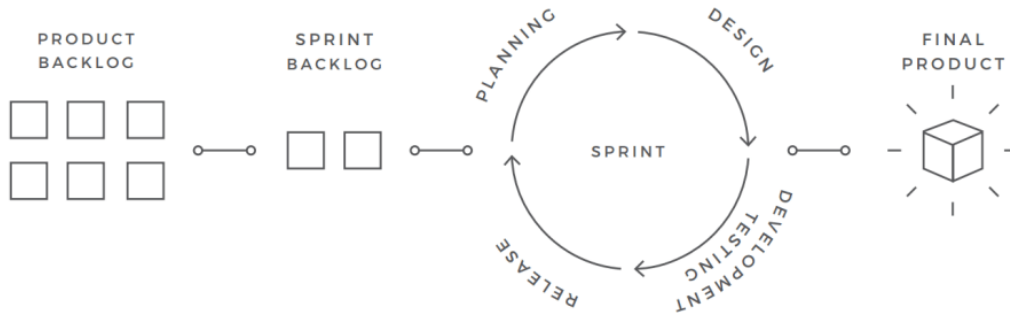 PRODUCT
BACKLOG
SPRINT
BACKLOG
PLANNING
DESIGN
SPRINT
DEVELOPMENT
TESTING
RELEASE
FINAL
PRODUCT